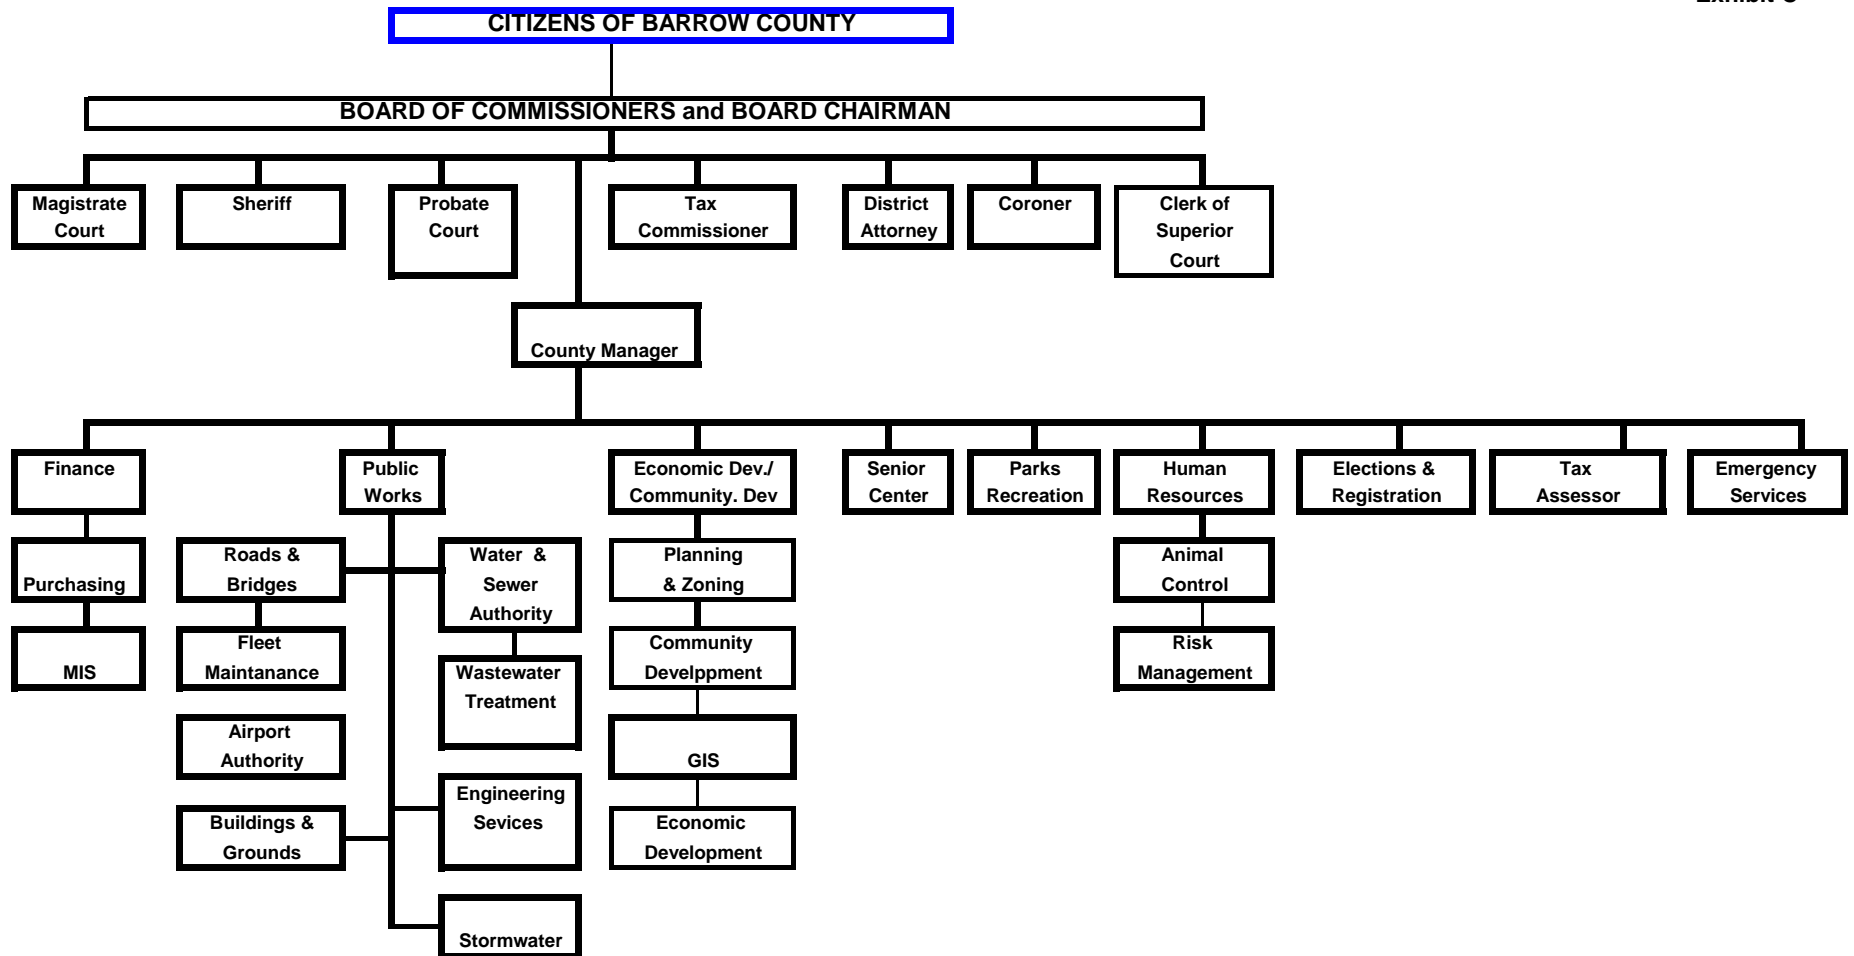 CITIZENS OF BARROW COUNTY
BOARD OF COMMISSIONERS and BOARD CHAIRMAN
Magistrate
Court
Sheriff
Probate
Court
Tax
Commissioner
District
Attorney
Coroner
Clerk of
Superior
Court
County Manager
Finance
Public
Works
Economic Dev./
Community. Dev
Senior
Center
Parks
Recreation
Human
Resources
Elections &
Registration
Tax
Assessor
Emergency
Services
Purchasing
MIS
Roads &
Bridges
Fleet
Maintanance
Airport
Authority
Buildings &
Grounds
Water &
Sewer
Authority
Wastewater
Treatment
Engineering
Sevices
Stormwater
Planning
& Zoning
Community
Develppment
GIS
Economic
Development
Animal
Control
Risk
Management